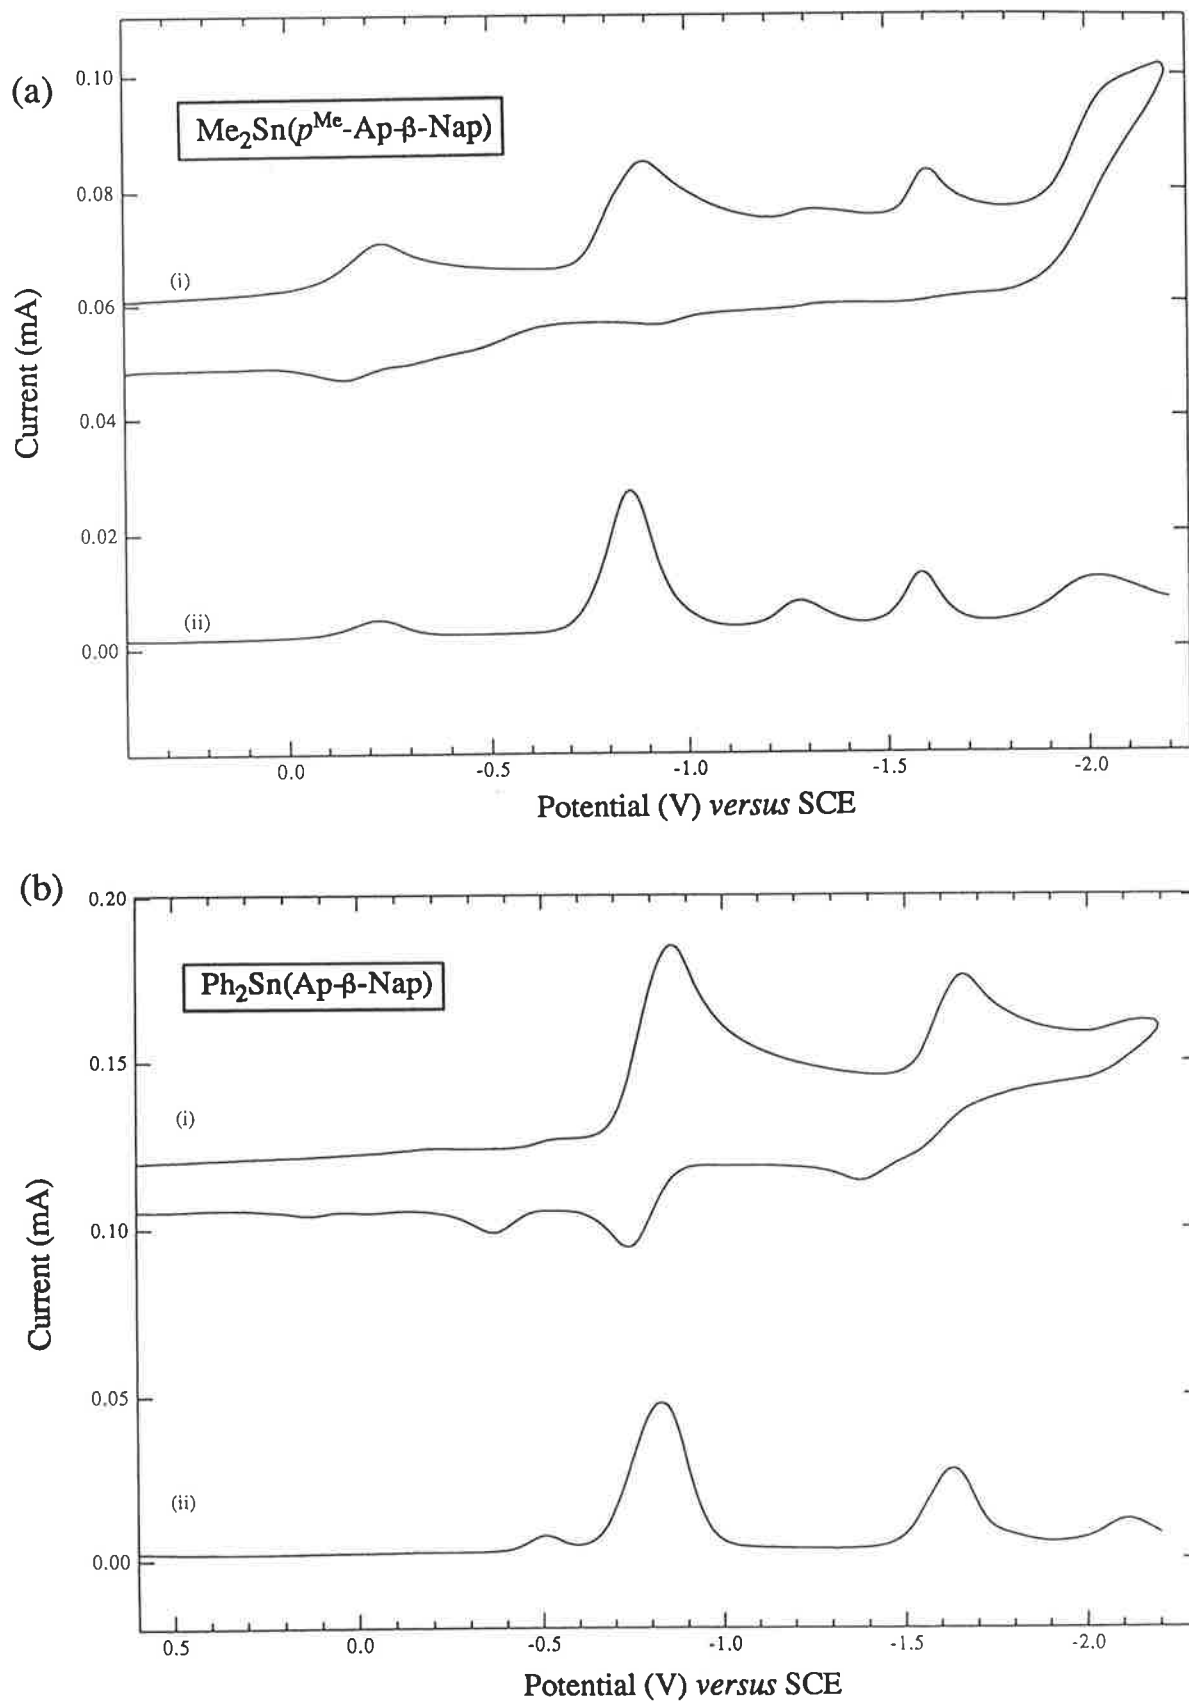 (a)
Me₂Sn(p^Me-Ap-β-Nap)
0.10
0.08
0.06
0.04
0.02
0.00
Current (mA)
(i)
(ii)
0.0 -0.5 -1.0 -1.5 -2.0
Potential (V) versus SCE
(b)
Ph₂Sn(Ap-β-Nap)
0.20
0.15
0.10
0.05
0.00
Current (mA)
(i)
(ii)
0.5 0.0 -0.5 -1.0 -1.5 -2.0
Potential (V) versus SCE